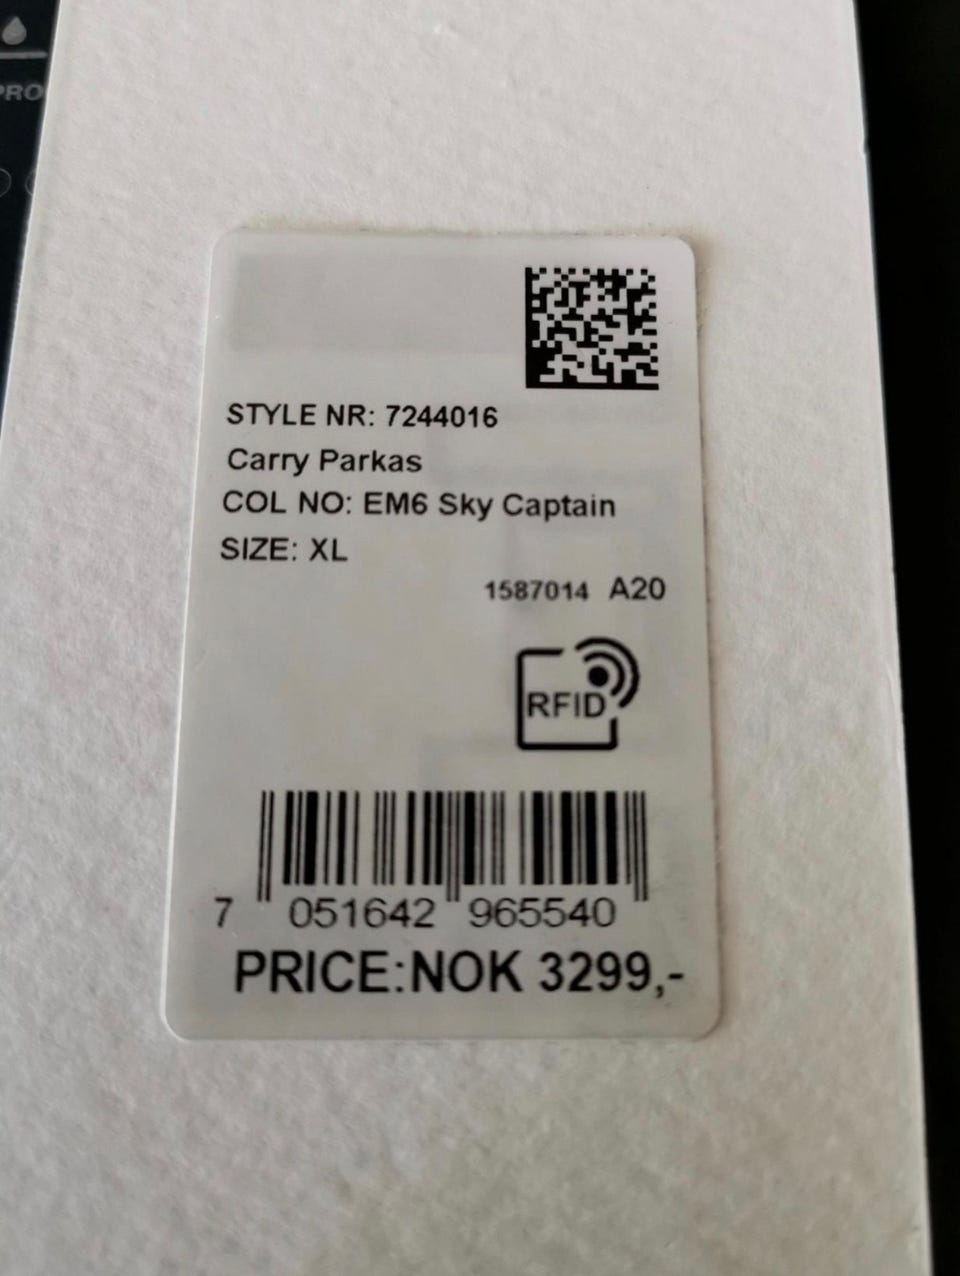 PRO
STYLE NR: 7244016
Carry Parkas
COL NO: EM6 Sky Captain
SIZE: XL
1587014 A20
RFID
7 051642 965540
PRICE:NOK 3299,-